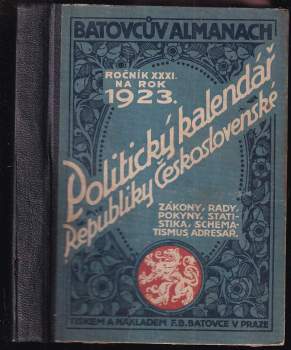 BATOVCŮV ALMANACH
ROČNÍK XXXI.
NA ROK
1923.
Politický kalendář
Republiky Československé
ZÁKONY, RADY,
POKYNY, STATI-
STIKA, SCHEMA-
TISMUS, ADRESÁŘ.
TISKEM A NÁKLADEM F. B. BATOVCE V PRAZE